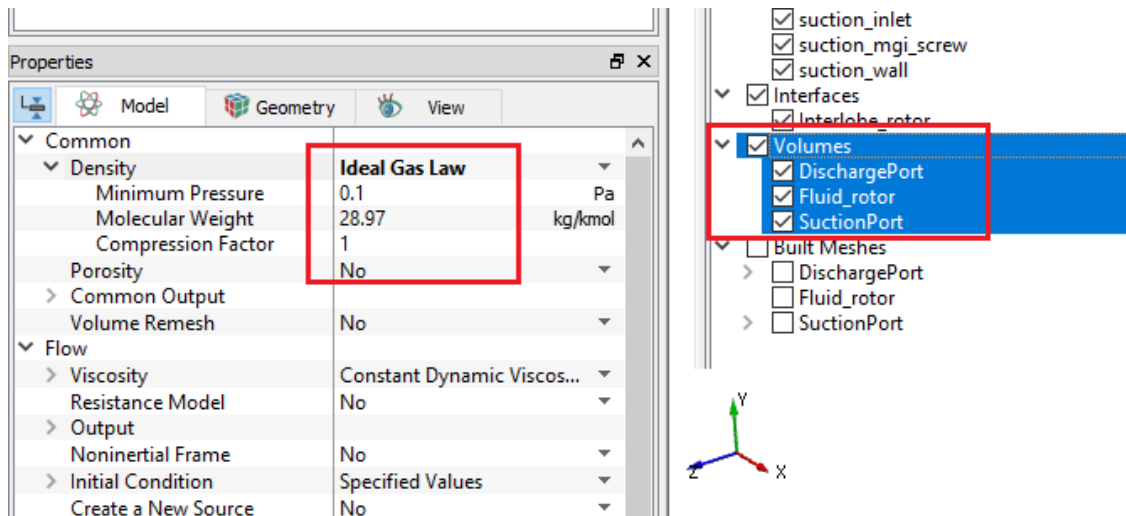 Properties
Model Geometry View
Common
Density Ideal Gas Law
Minimum Pressure 0.1 Pa
Molecular Weight 28.97 kg/kmol
Compression Factor 1
Porosity No
Common Output
Volume Remesh No
Flow
Viscosity Constant Dynamic Viscos...
Resistance Model No
Output
Noninertial Frame No
Initial Condition Specified Values
Create a New Source No
suction_inlet
suction_mgi_screw
suction_wall
Interfaces
Interlobe_rotor
Volumes
DischargePort
Fluid_rotor
SuctionPort
Built Meshes
DischargePort
Fluid_rotor
SuctionPort
Y
Z X